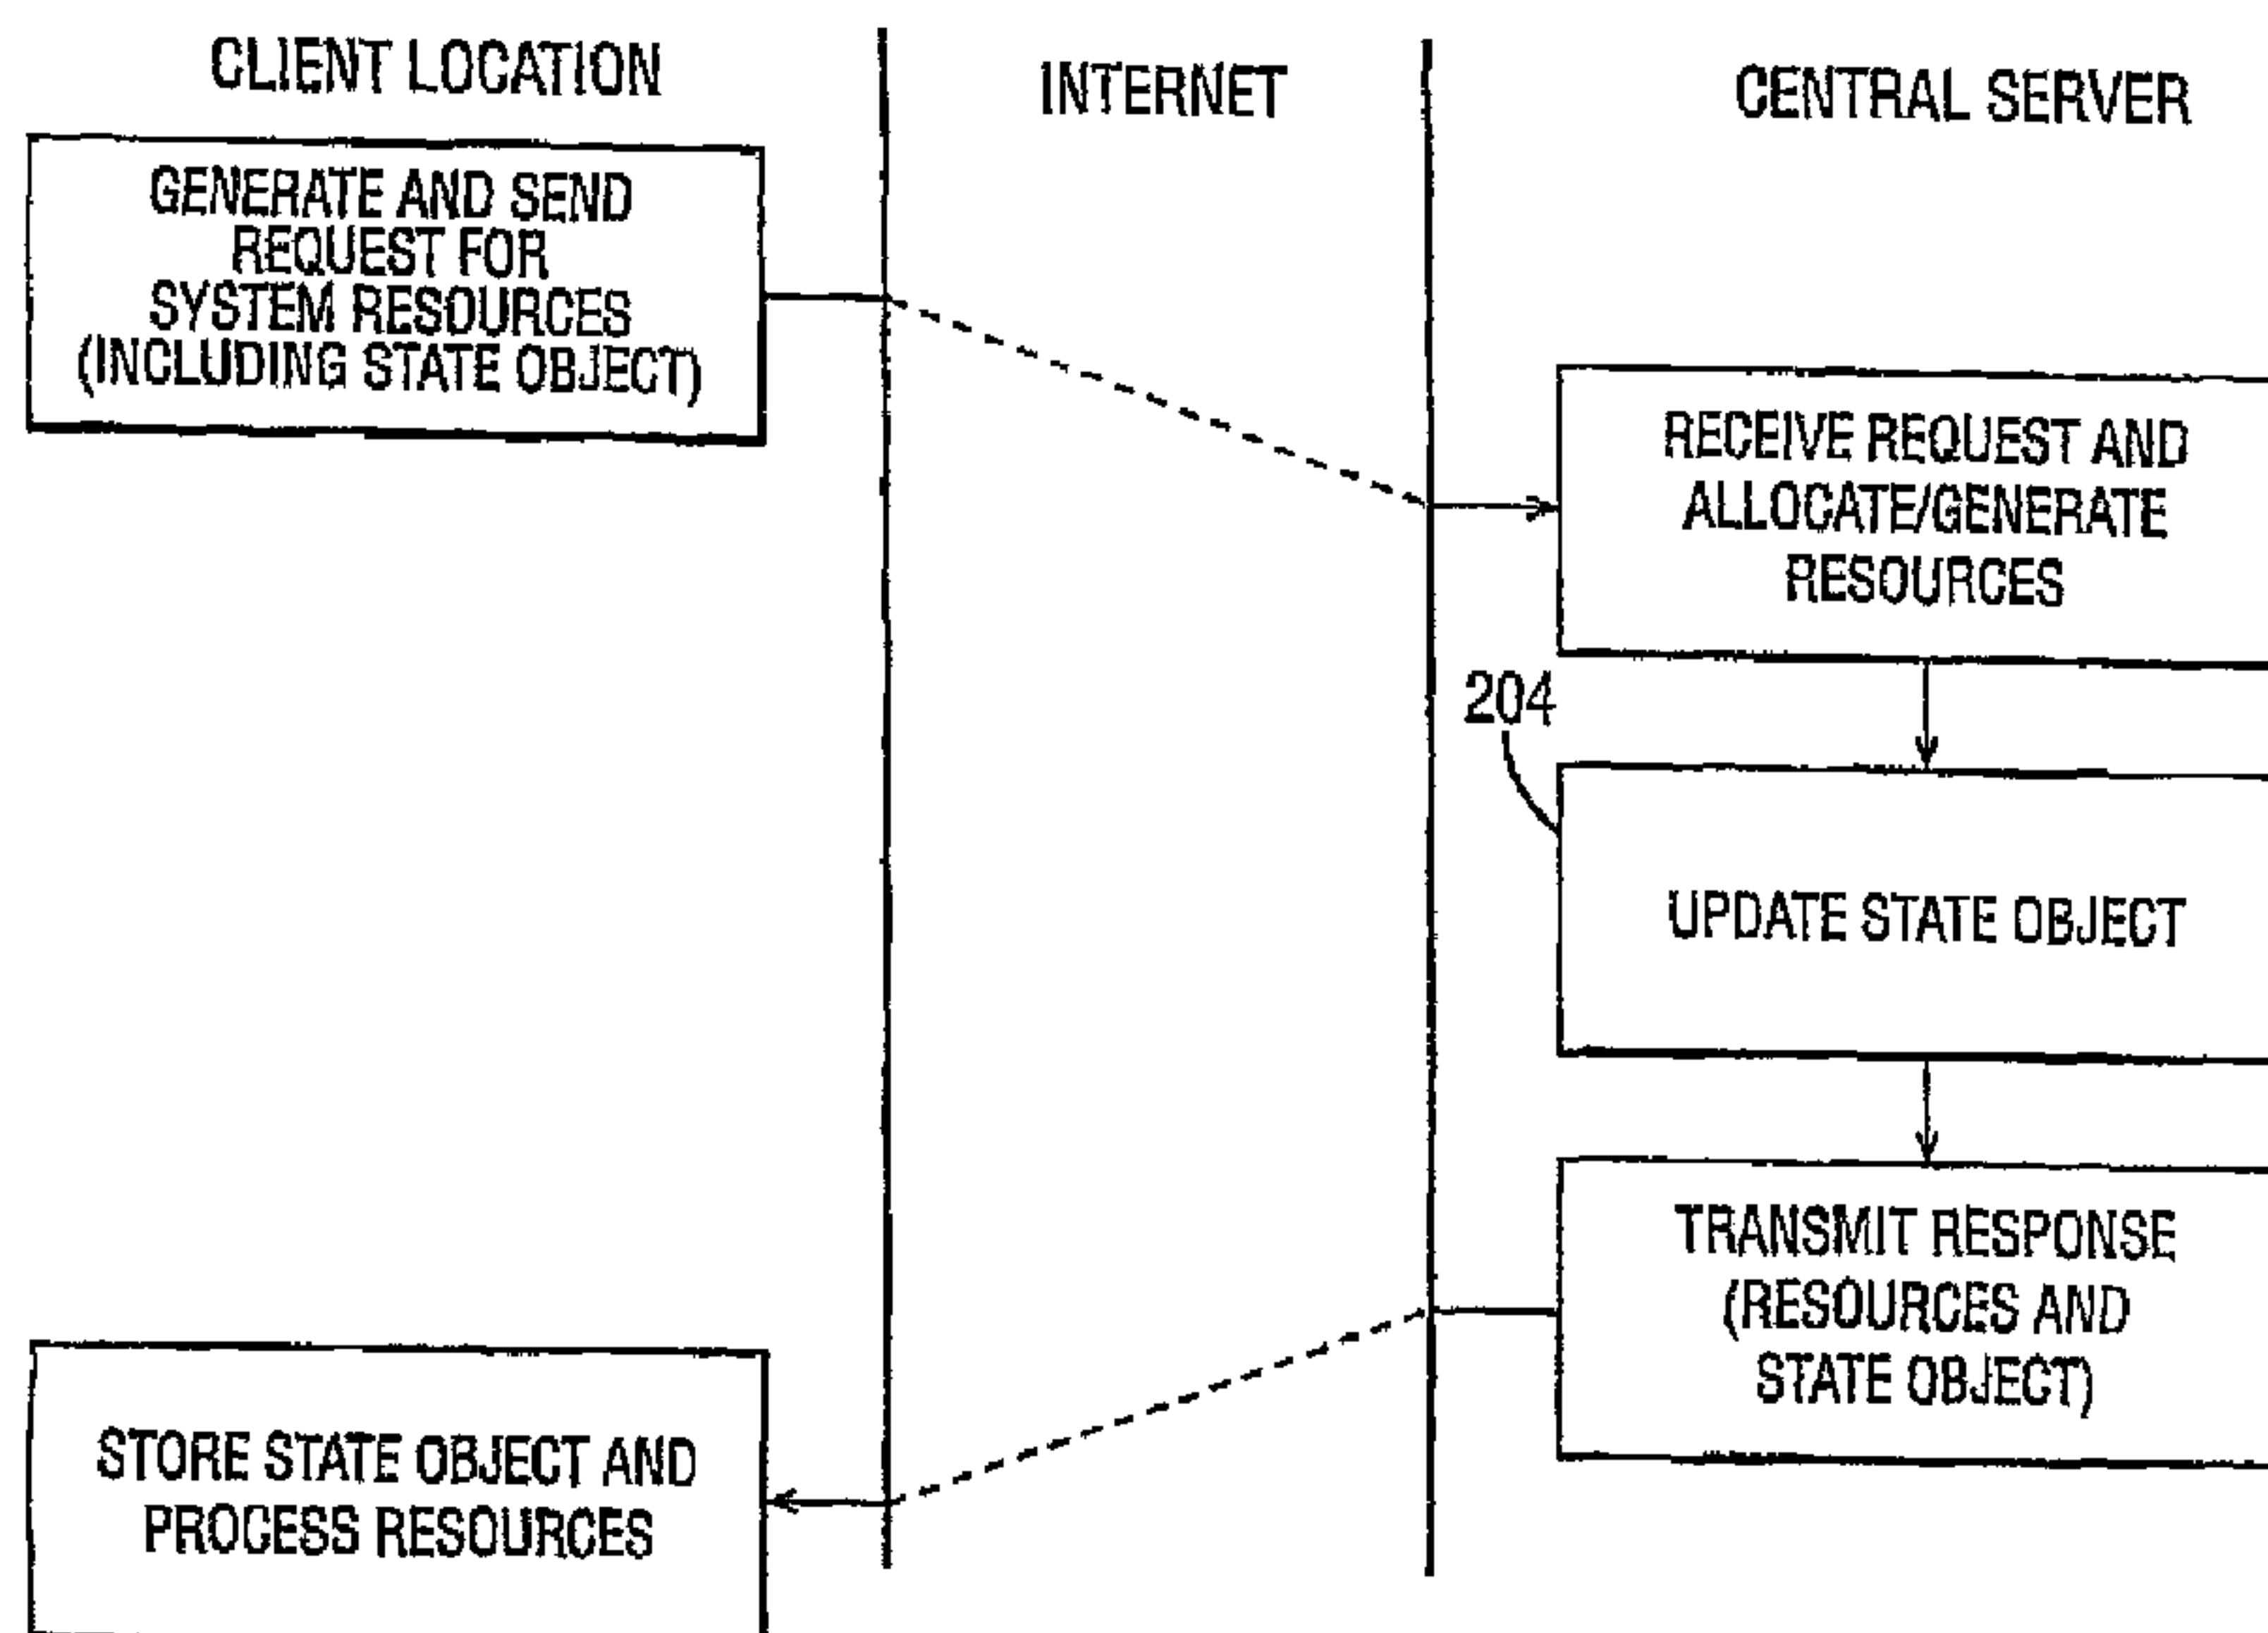 CLIENT LOCATION
INTERNET
CENTRAL SERVER
GENERATE AND SEND
REQUEST FOR
SYSTEM RESOURCES
(INCLUDING STATE OBJECT)
RECEIVE REQUEST AND
ALLOCATE/GENERATE
RESOURCES
204
UPDATE STATE OBJECT
TRANSMIT RESPONSE
(RESOURCES AND
STATE OBJECT)
STORE STATE OBJECT AND
PROCESS RESOURCES